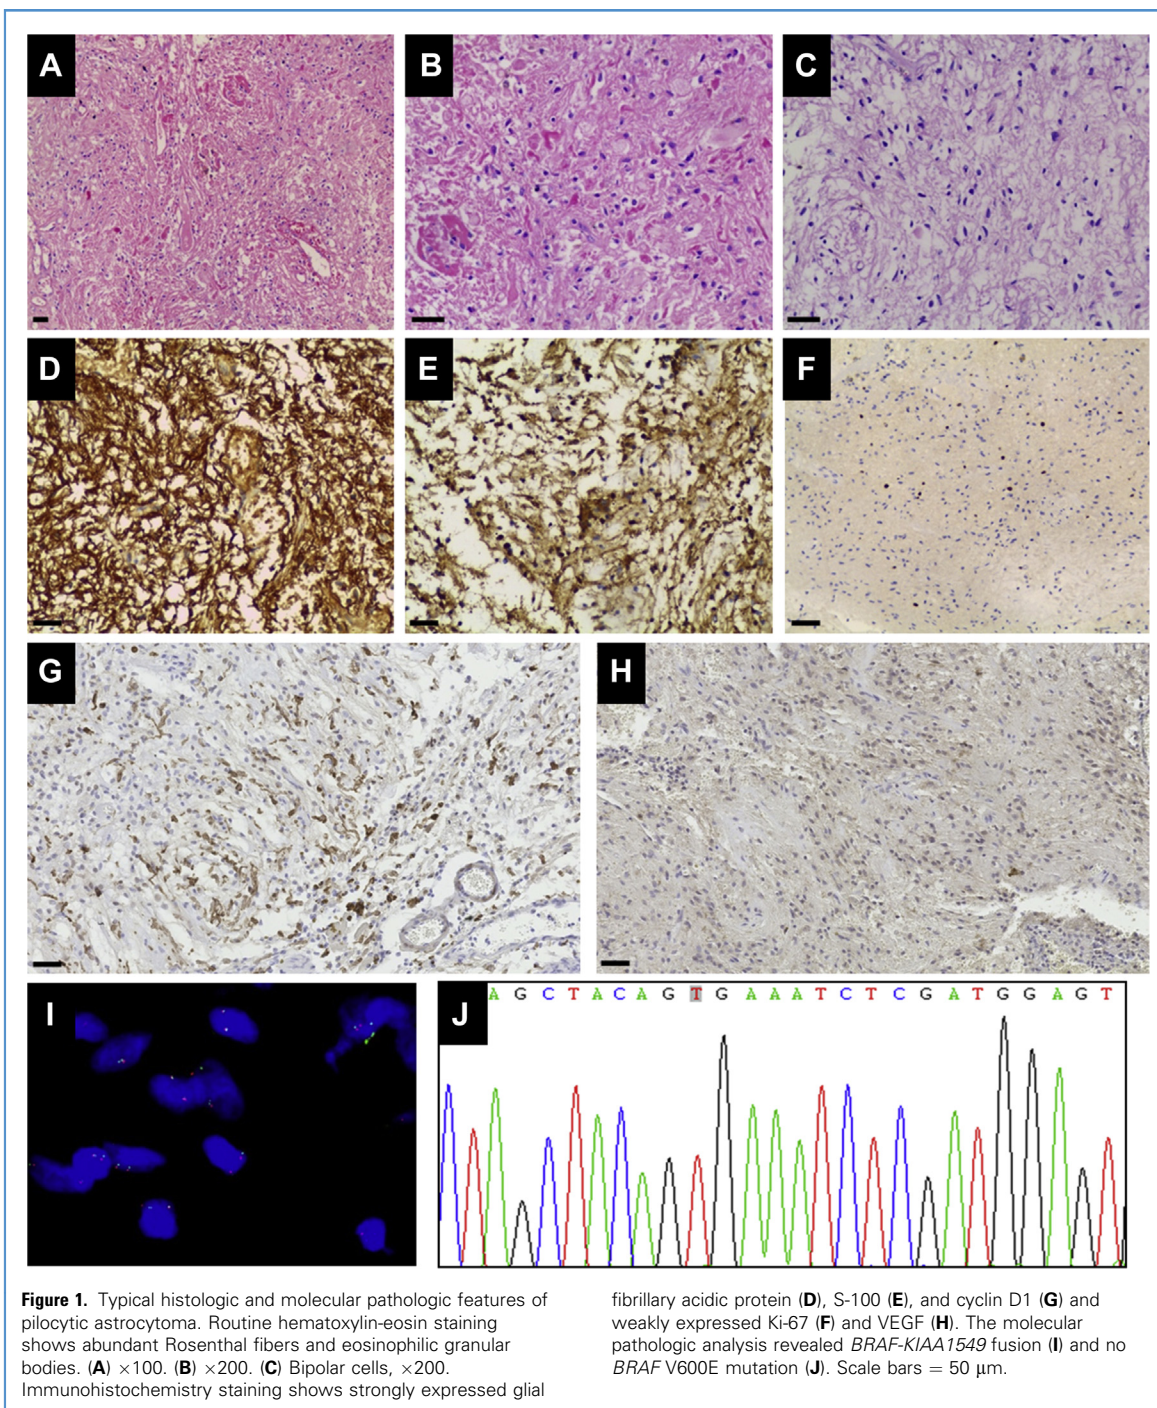 A
B
C
D
E
F
G
H
I
J
A G C T A C A G T G A A A T C T C G A T G G A G T
Figure 1. Typical histologic and molecular pathologic features of
pilocytic astrocytoma. Routine hematoxylin-eosin staining
shows abundant Rosenthal fibers and eosinophilic granular
bodies. (A) ×100. (B) ×200. (C) Bipolar cells, ×200.
Immunohistochemistry staining shows strongly expressed glial
fibrillary acidic protein (D), S-100 (E), and cyclin D1 (G) and
weakly expressed Ki-67 (F) and VEGF (H). The molecular
pathologic analysis revealed BRAF-KIAA1549 fusion (I) and no
BRAF V600E mutation (J). Scale bars = 50 μm.